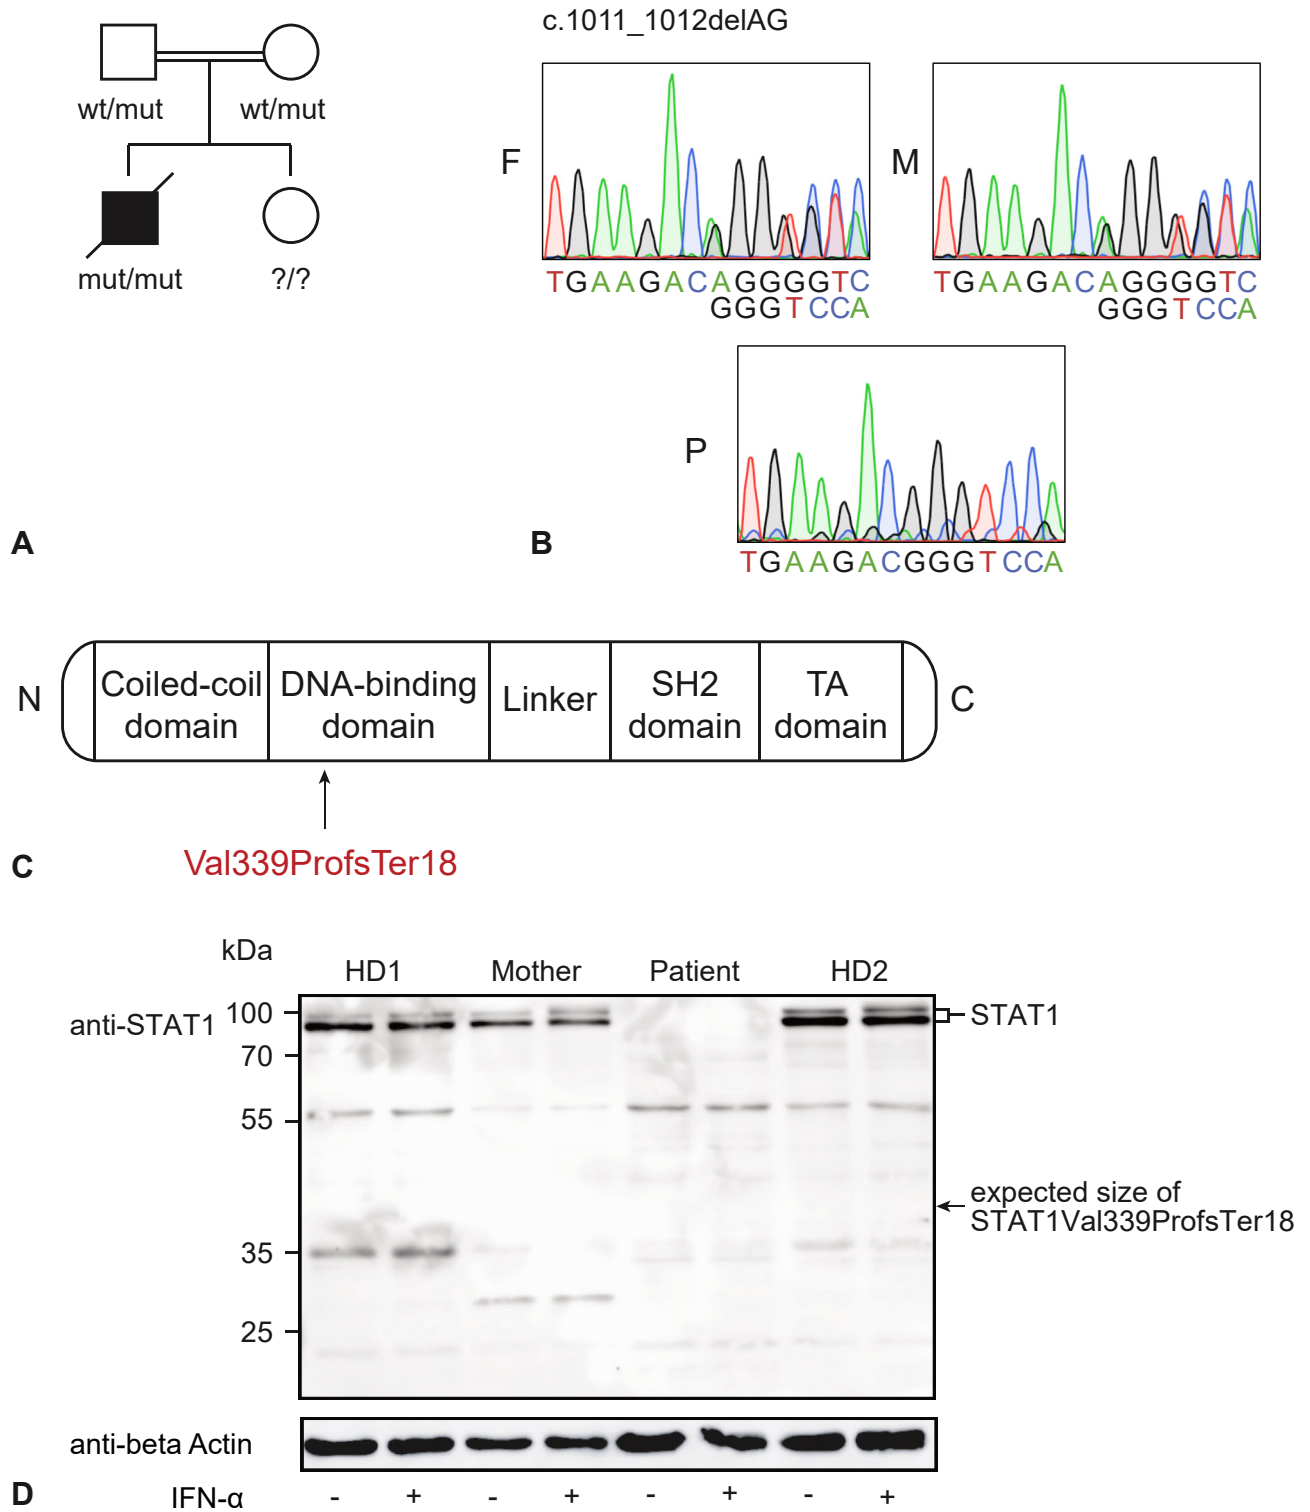 c.1011_1012delAG
wt/mut wt/mut
mut/mut ?/?
A
F
TGAAGACAGGGGTC
GGGTCCA
M
TGAAGACAGGGGTC
GGGTCCA
P
TGAAGACGGGTCCA
B
N
Coiled-coil domain
DNA-binding domain
Linker
SH2 domain
TA domain
C
Val339ProfsTer18
C
kDa
HD1 Mother Patient HD2
anti-STAT1
100
70
55
35
25
STAT1
expected size of
STAT1Val339ProfsTer18
anti-beta Actin
IFN-α - + - + - + - +
D